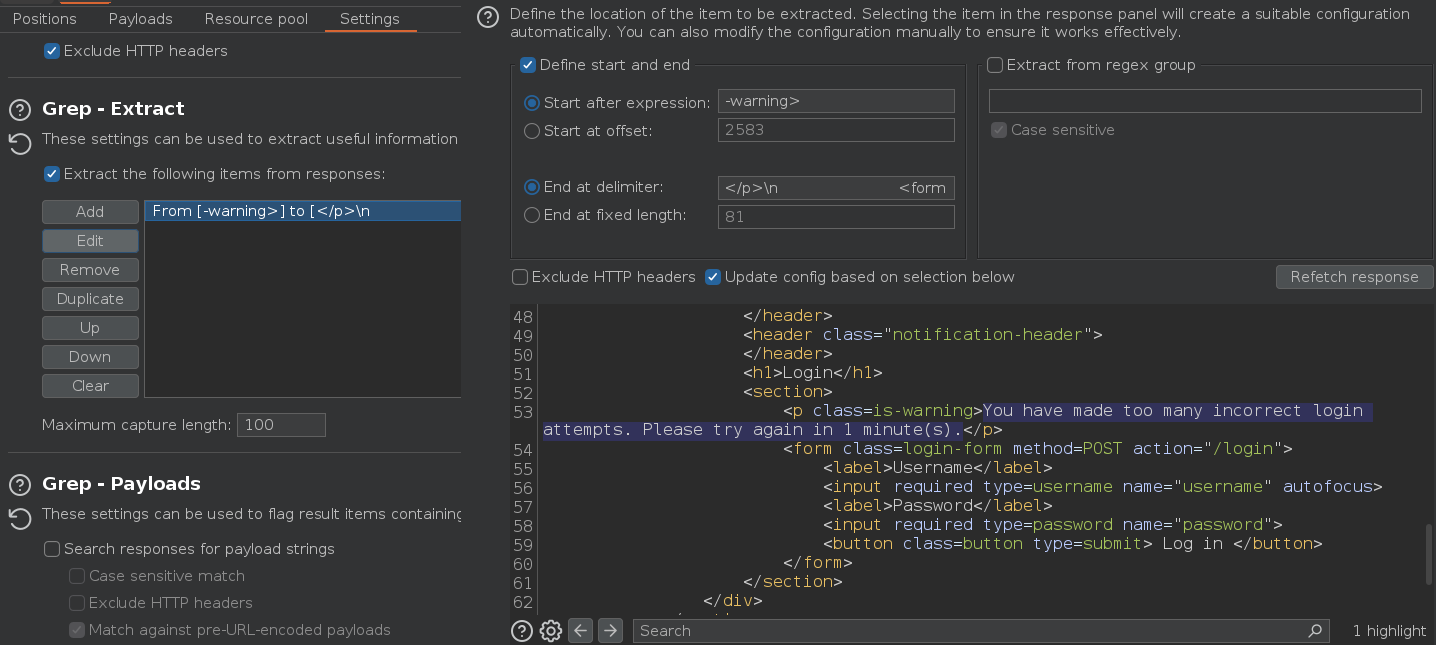 Positions
Payloads
Resource pool
Settings
Exclude HTTP headers
Grep - Extract
These settings can be used to extract useful information
Extract the following items from responses:
Add
Edit
Remove
Duplicate
Up
Down
Clear
From [-warning>] to [</p>\n
Maximum capture length: 100
Grep - Payloads
These settings can be used to flag result items containing
Search responses for payload strings
Case sensitive match
Exclude HTTP headers
Match against pre-URL-encoded payloads
Define the location of the item to be extracted. Selecting the item in the response panel will create a suitable configuration
automatically. You can also modify the configuration manually to ensure it works effectively.
Define start and end
Start after expression: -warning>
Start at offset: 2583
End at delimiter: </p>\n <form
End at fixed length: 81
Extract from regex group
Case sensitive
Exclude HTTP headers
Update config based on selection below
Refetch response
48 </header>
49 <header class="notification-header">
50 </header>
51 <h1>Login</h1>
52 <section>
53 <p class=is-warning>You have made too many incorrect login
attempts. Please try again in 1 minute(s).</p>
54 <form class=login-form method=POST action="/login">
55 <label>Username</label>
56 <input required type=username name="username" autofocus>
57 <label>Password</label>
58 <input required type=password name="password">
59 <button class=button type=submit> Log in </button>
60 </form>
61 </section>
62 </div>
Search
1 highlight